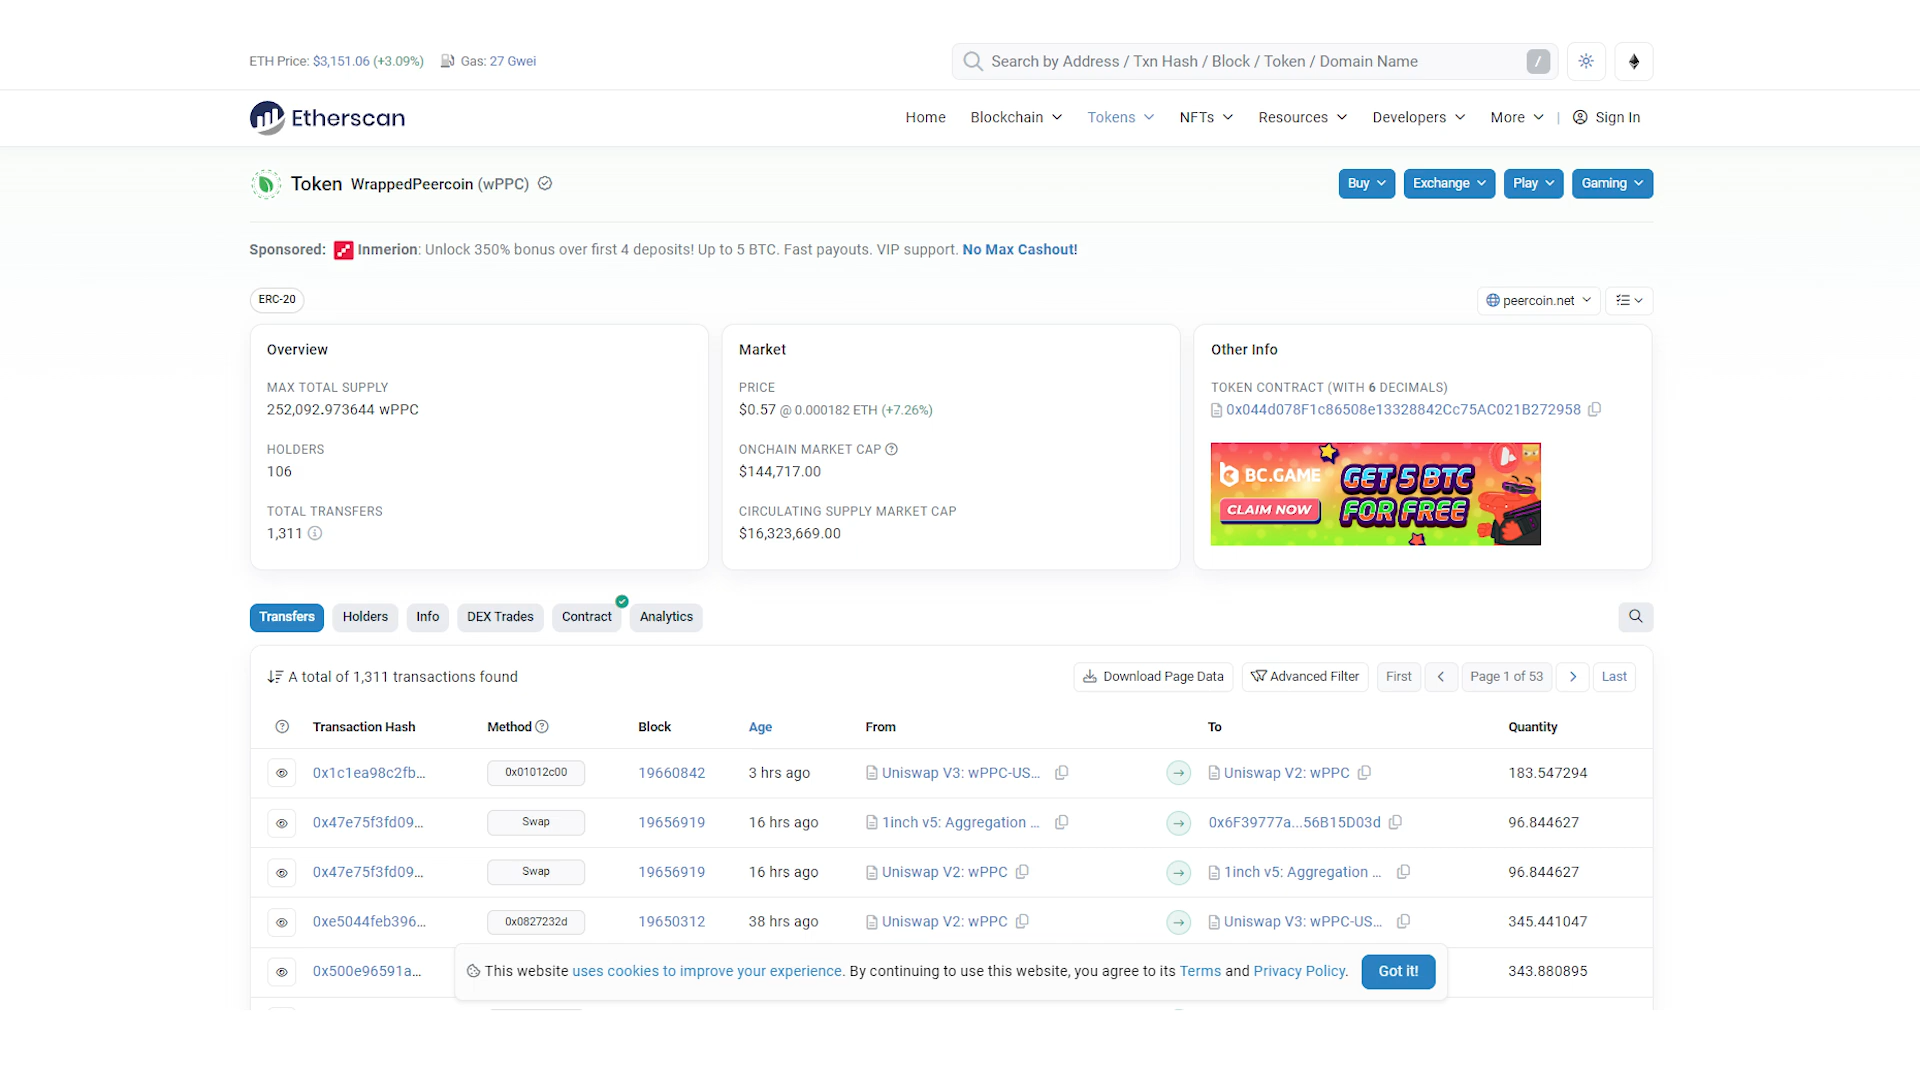 ETH Price: $3,151.06 (+3.09%) Gas: 27 Gwei
Search by Address / Txn Hash / Block / Token / Domain Name /
Etherscan
Home Blockchain Tokens NFTs Resources Developers More | Sign In
Token WrappedPeercoin (wPPC)
Buy Exchange Play Gaming
Sponsored: Inmerion: Unlock 350% bonus over first 4 deposits! Up to 5 BTC. Fast payouts. VIP support. No Max Cashout!
ERC-20
peercoin.net
Overview
MAX TOTAL SUPPLY
252,092.973644 wPPC
HOLDERS
106
TOTAL TRANSFERS
1,311
Market
PRICE
$0.57 @ 0.000182 ETH (+7.26%)
ONCHAIN MARKET CAP
$144,717.00
CIRCULATING SUPPLY MARKET CAP
$16,323,669.00
Other Info
TOKEN CONTRACT (WITH 6 DECIMALS)
0x044d078F1c86508e13328842Cc75AC021B272958
BC.GAME
CLAIM NOW
GET 5 BTC
FOR FREE
Transfers Holders Info DEX Trades Contract Analytics
A total of 1,311 transactions found
Download Page Data Advanced Filter First Page 1 of 53 Last
Transaction Hash Method Block Age From To Quantity
0x1c1ea98c2fb... 0x01012c00 19660842 3 hrs ago Uniswap V3: wPPC-US... Uniswap V2: wPPC 183.547294
0x47e75f3fd09... Swap 19656919 16 hrs ago 1inch v5: Aggregation ... 0x6F39777a...56B15D03d 96.844627
0x47e75f3fd09... Swap 19656919 16 hrs ago Uniswap V2: wPPC 1inch v5: Aggregation ... 96.844627
0xe5044feb396... 0x0827232d 19650312 38 hrs ago Uniswap V2: wPPC Uniswap V3: wPPC-US... 345.441047
0x500e96591a... 343.880895
This website uses cookies to improve your experience. By continuing to use this website, you agree to its Terms and Privacy Policy. Got it!